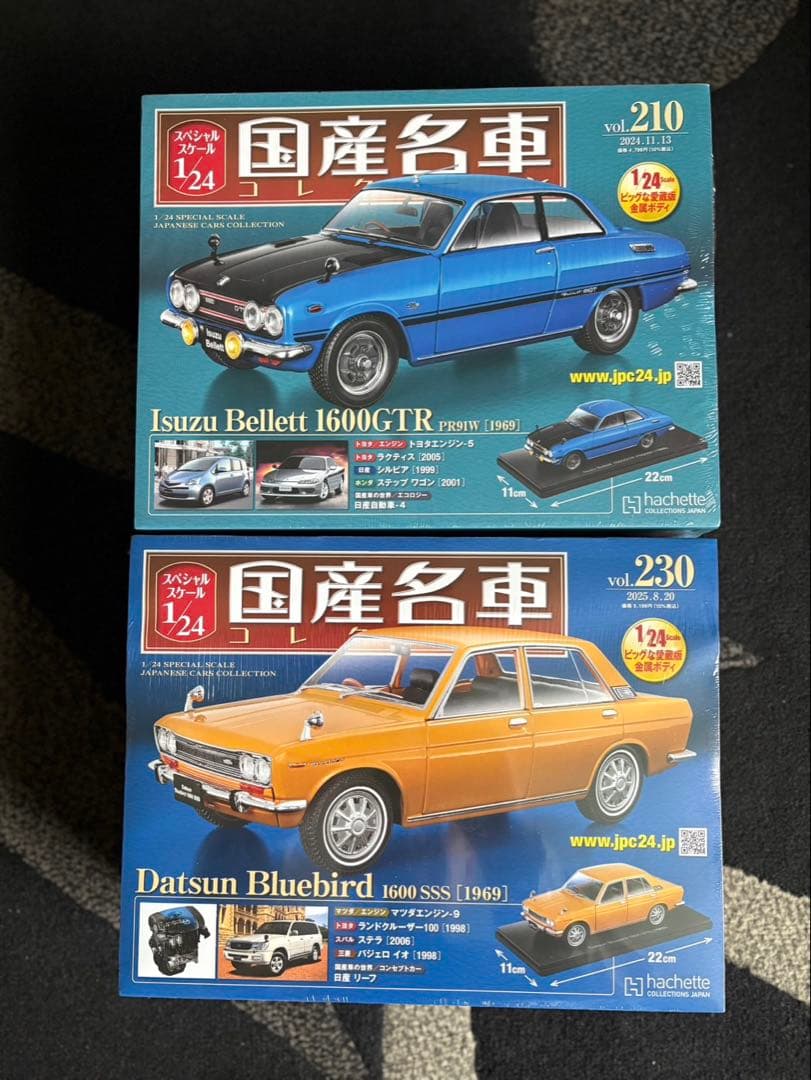 スペシャル
スケール
1/24
国産名車
コレク
vol.210
2024.11.13
1/24 Scale
ビッグな愛蔵版
金属ボディ
1/24 SPECIAL SCALE
JAPANESE CARS COLLECTION
Isuzu
Bellett
www.jpc24.jp
Isuzu Bellett 1600GTR PR91W [1969]
トヨタ/エンジン トヨタエンジン-5
トヨタ ラクティス [2005]
日産 シルビア [1999]
ホンダ ステップ ワゴン [2001]
国産車の世界/エコロジー
日産自動車-4
11cm
22cm
hachette
COLLECTIONS JAPAN
スペシャル
スケール
1/24
国産名車
コレク
vol.230
2025.8.20
1/24 Scale
ビッグな愛蔵版
金属ボディ
1/24 SPECIAL SCALE
JAPANESE CARS COLLECTION
www.jpc24.jp
Datsun Bluebird 1600 SSS [1969]
マツダ/エンジン マツダエンジン-9
トヨタ ランドクルーザー100 [1998]
スバル ステラ [2006]
三菱 パジェロ イオ [1998]
国産車の世界/コンセプトカー
日産 リーフ
11cm
22cm
hachette
COLLECTIONS JAPAN